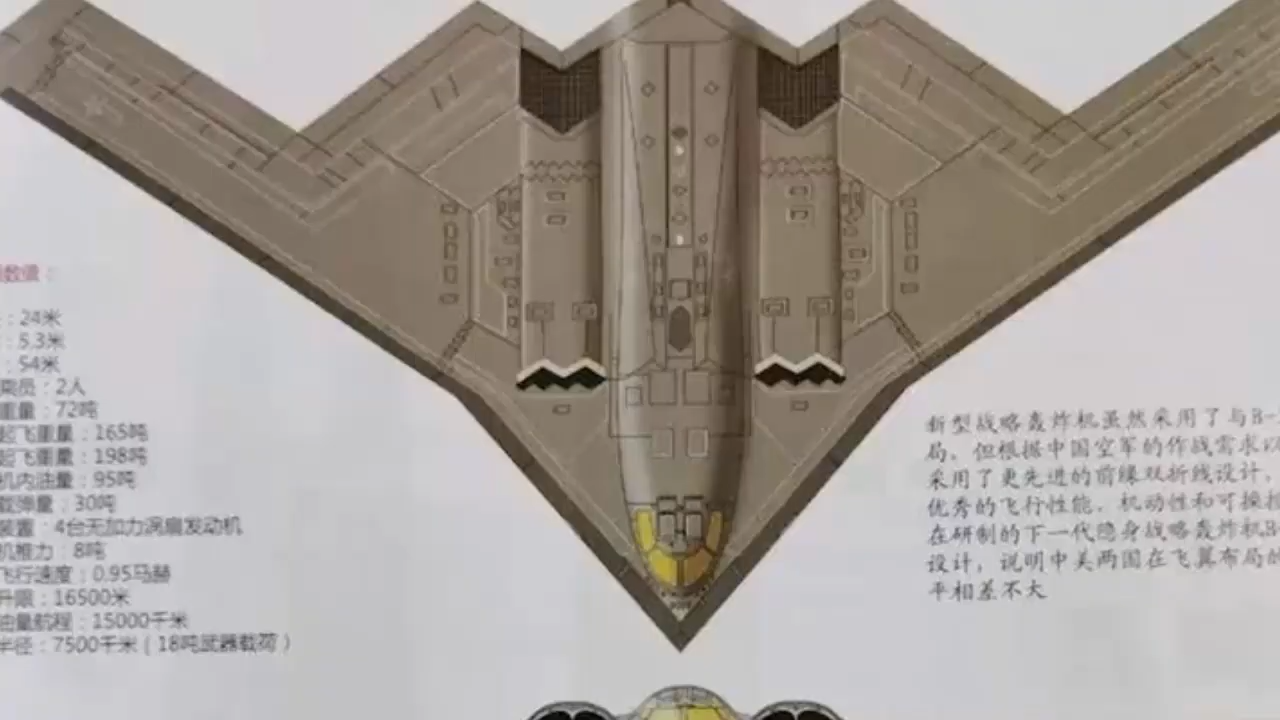 数值：
：24米
：5.3米
：54米
乘员：2人
重量：72吨
起飞重量：165吨
起飞重量：198吨
机内油量：95吨
载弹量：30吨
装置：4台无加力涡扇发动机
机推力：8吨
飞行速度：0.95马赫
升限：16500米
油量航程：15000千米
半径：7500千米（18吨武器载荷）
新型战略轰炸机虽然采用了与B-
局，但根据中国空军的作战需求以
采用了更先进的前缘双折线设计，
优秀的飞行性能、机动性和可操
在研制的下一代隐身战略轰炸机B
设计，说明中美两国在飞翼布局的
平相差不大